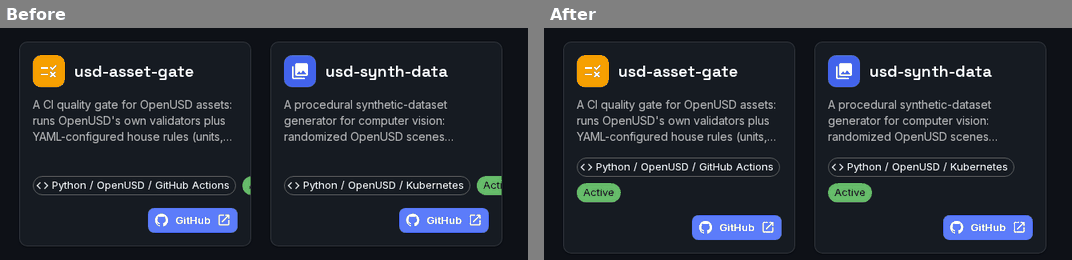 Before
usd-asset-gate
A CI quality gate for OpenUSD assets:
runs OpenUSD's own validators plus
YAML-configured house rules (units,...
Python / OpenUSD / GitHub Actions
GitHub
usd-synth-data
A procedural synthetic-dataset
generator for computer vision:
randomized OpenUSD scenes...
Python / OpenUSD / Kubernetes
Acti
GitHub
After
usd-asset-gate
A CI quality gate for OpenUSD assets:
runs OpenUSD's own validators plus
YAML-configured house rules (units,...
Python / OpenUSD / GitHub Actions
Active
GitHub
usd-synth-data
A procedural synthetic-dataset
generator for computer vision:
randomized OpenUSD scenes...
Python / OpenUSD / Kubernetes
Active
GitHub